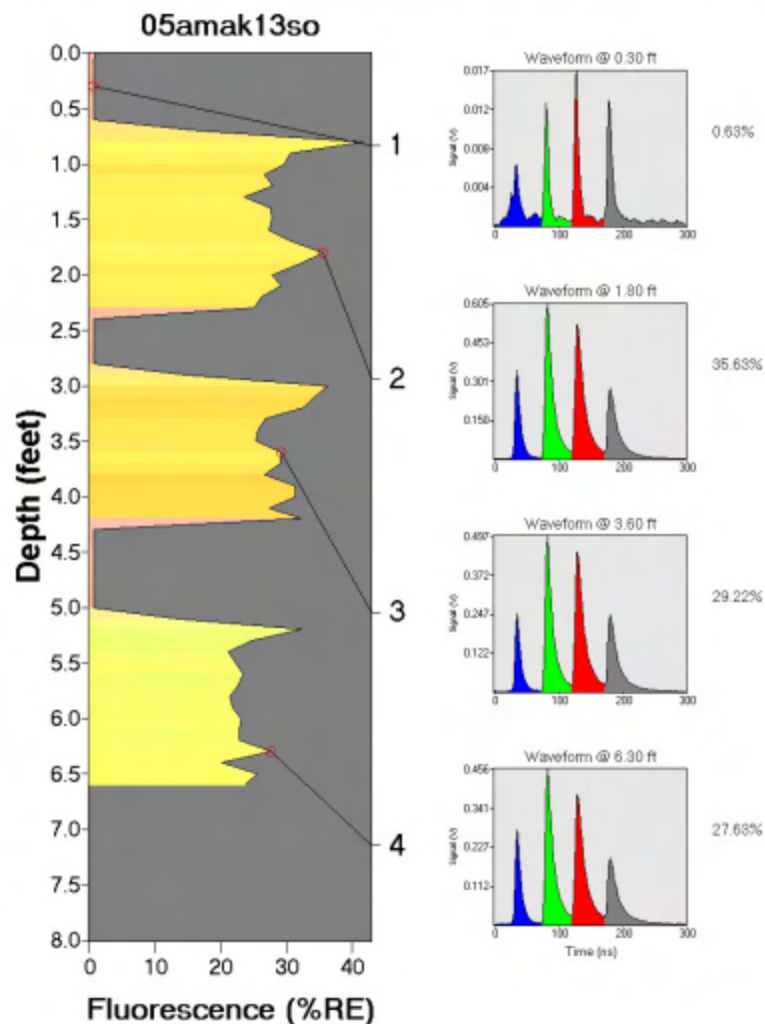 05amak13so
0.0
0.5
1.0
1.5
2.0
2.5
3.0
3.5
4.0
4.5
5.0
5.5
6.0
6.5
7.0
7.5
8.0
Depth (feet)
0 10 20 30 40
Fluorescence (%RE)
1
2
3
4
Waveform @ 0.30 ft
0.017
0.012
0.008
0.004
Signal (V)
0 100 200 300
0.63%
Waveform @ 1.80 ft
0.605
0.453
0.301
0.150
Signal (V)
0 100 200 300
35.63%
Waveform @ 3.60 ft
0.497
0.372
0.247
0.122
Signal (V)
0 100 200 300
29.22%
Waveform @ 6.30 ft
0.456
0.341
0.227
0.112
Signal (V)
0 100 200 300
Time (ns)
27.63%